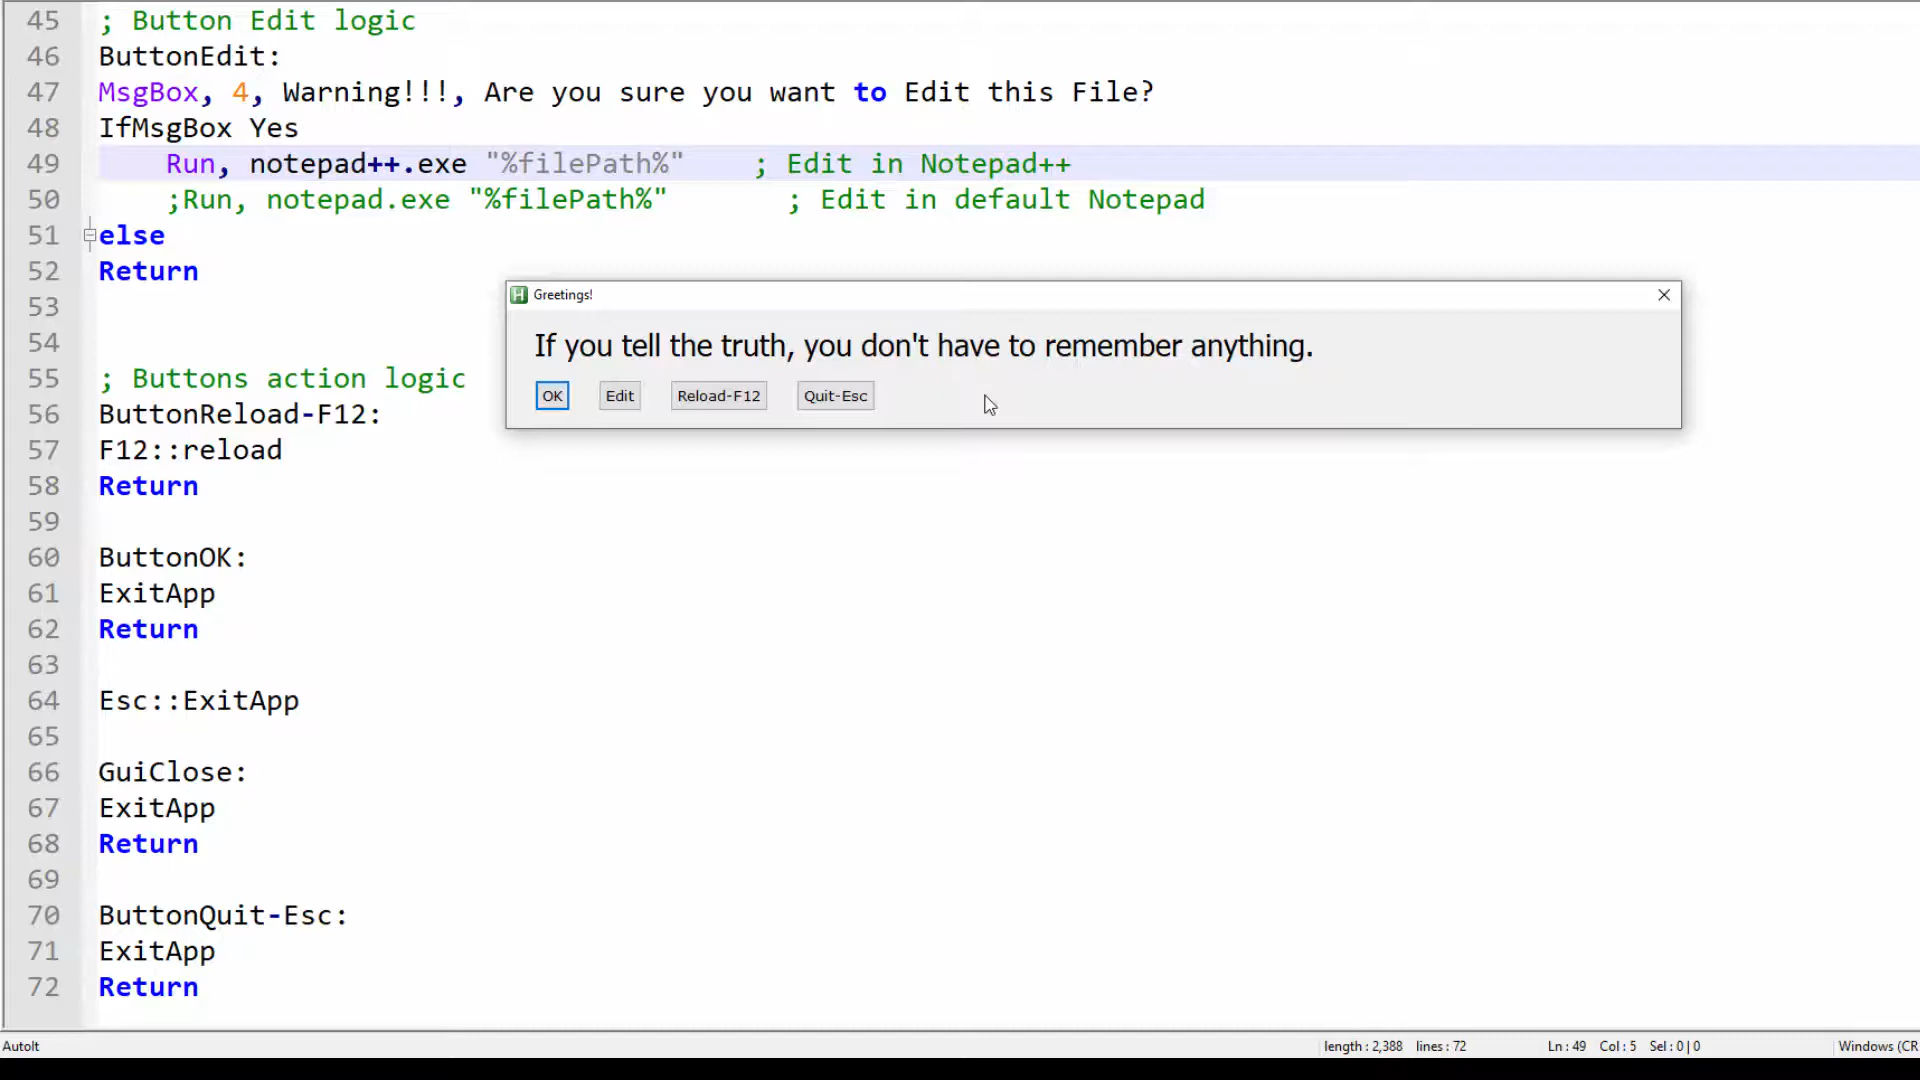 45 ; Button Edit logic
46 ButtonEdit:
47 MsgBox, 4, Warning!!!, Are you sure you want to Edit this File?
48 IfMsgBox Yes
49 Run, notepad++.exe "%filePath%" ; Edit in Notepad++
50 ;Run, notepad.exe "%filePath%" ; Edit in default Notepad
51 else
52 Return
53
54
55 ; Buttons action logic
56 ButtonReload-F12:
57 F12::reload
58 Return
59
60 ButtonOK:
61 ExitApp
62 Return
63
64 Esc::ExitApp
65
66 GuiClose:
67 ExitApp
68 Return
69
70 ButtonQuit-Esc:
71 ExitApp
72 Return
H Greetings!
If you tell the truth, you don't have to remember anything.
OK Edit Reload-F12 Quit-Esc
AutoIt length : 2,388 lines : 72 Ln : 49 Col : 5 Sel : 0 | 0 Windows (CR